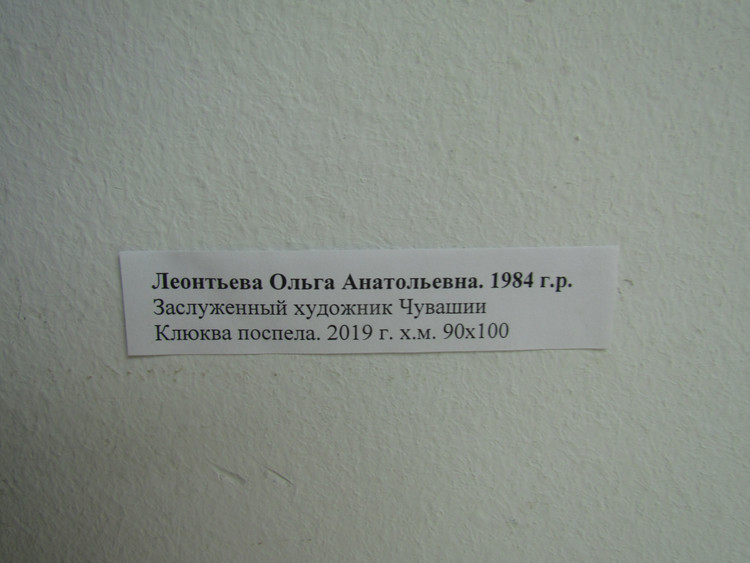 Леонтьева Ольга Анатольевна. 1984 г.р.
Заслуженный художник Чувашии
Клюква поспела. 2019 г. х.м. 90х100